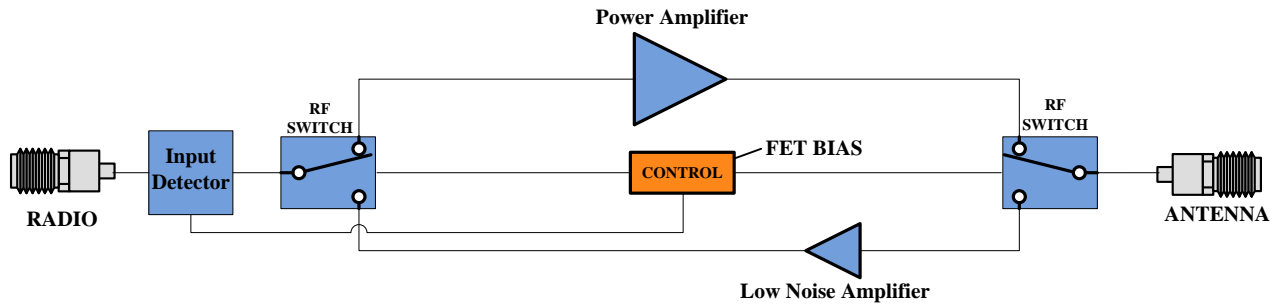 Power Amplifier
RF
SWITCH
RF
SWITCH
Input
Detector
FET BIAS
CONTROL
RADIO
ANTENNA
Low Noise Amplifier